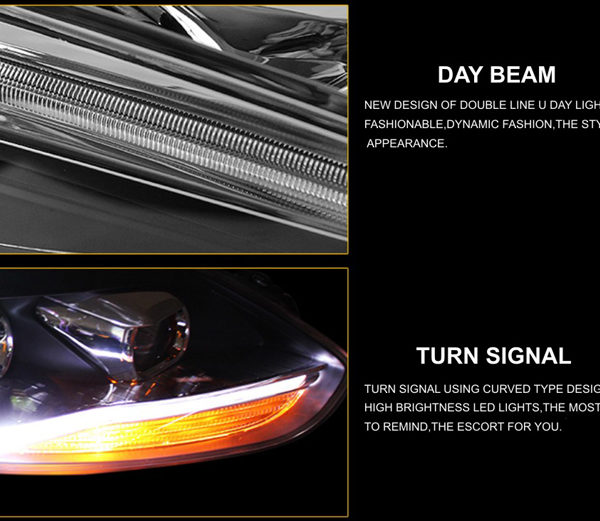 DAY BEAM
NEW DESIGN OF DOUBLE LINE U DAY
FASHIONABLE,DYNAMIC FASHION,THE
APPEARANCE.
TURN SIGNAL
TURN SIGNAL USING CURVED TYPE
HIGH BRIGHTNESS LED LIGHTS,THE MOST
TO REMIND,THE ESCORT FOR YOU.